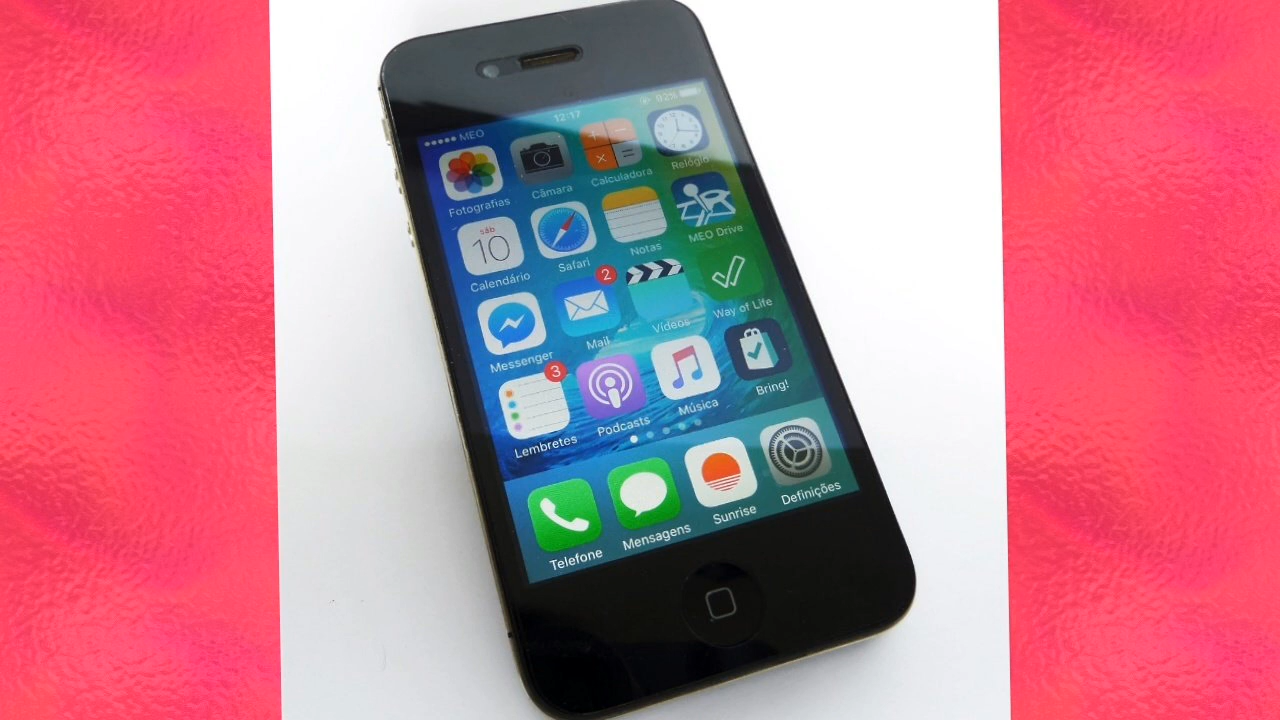 ●●●●● MEO 12:17 92%
Fotografias Câmara Calculadora Relógio
sáb
10
Calendário Safari Notas MEO Drive
2
Messenger Mail Vídeos Way of Life
3
Lembretes Podcasts Música Bring!
Telefone Mensagens Sunrise Definições